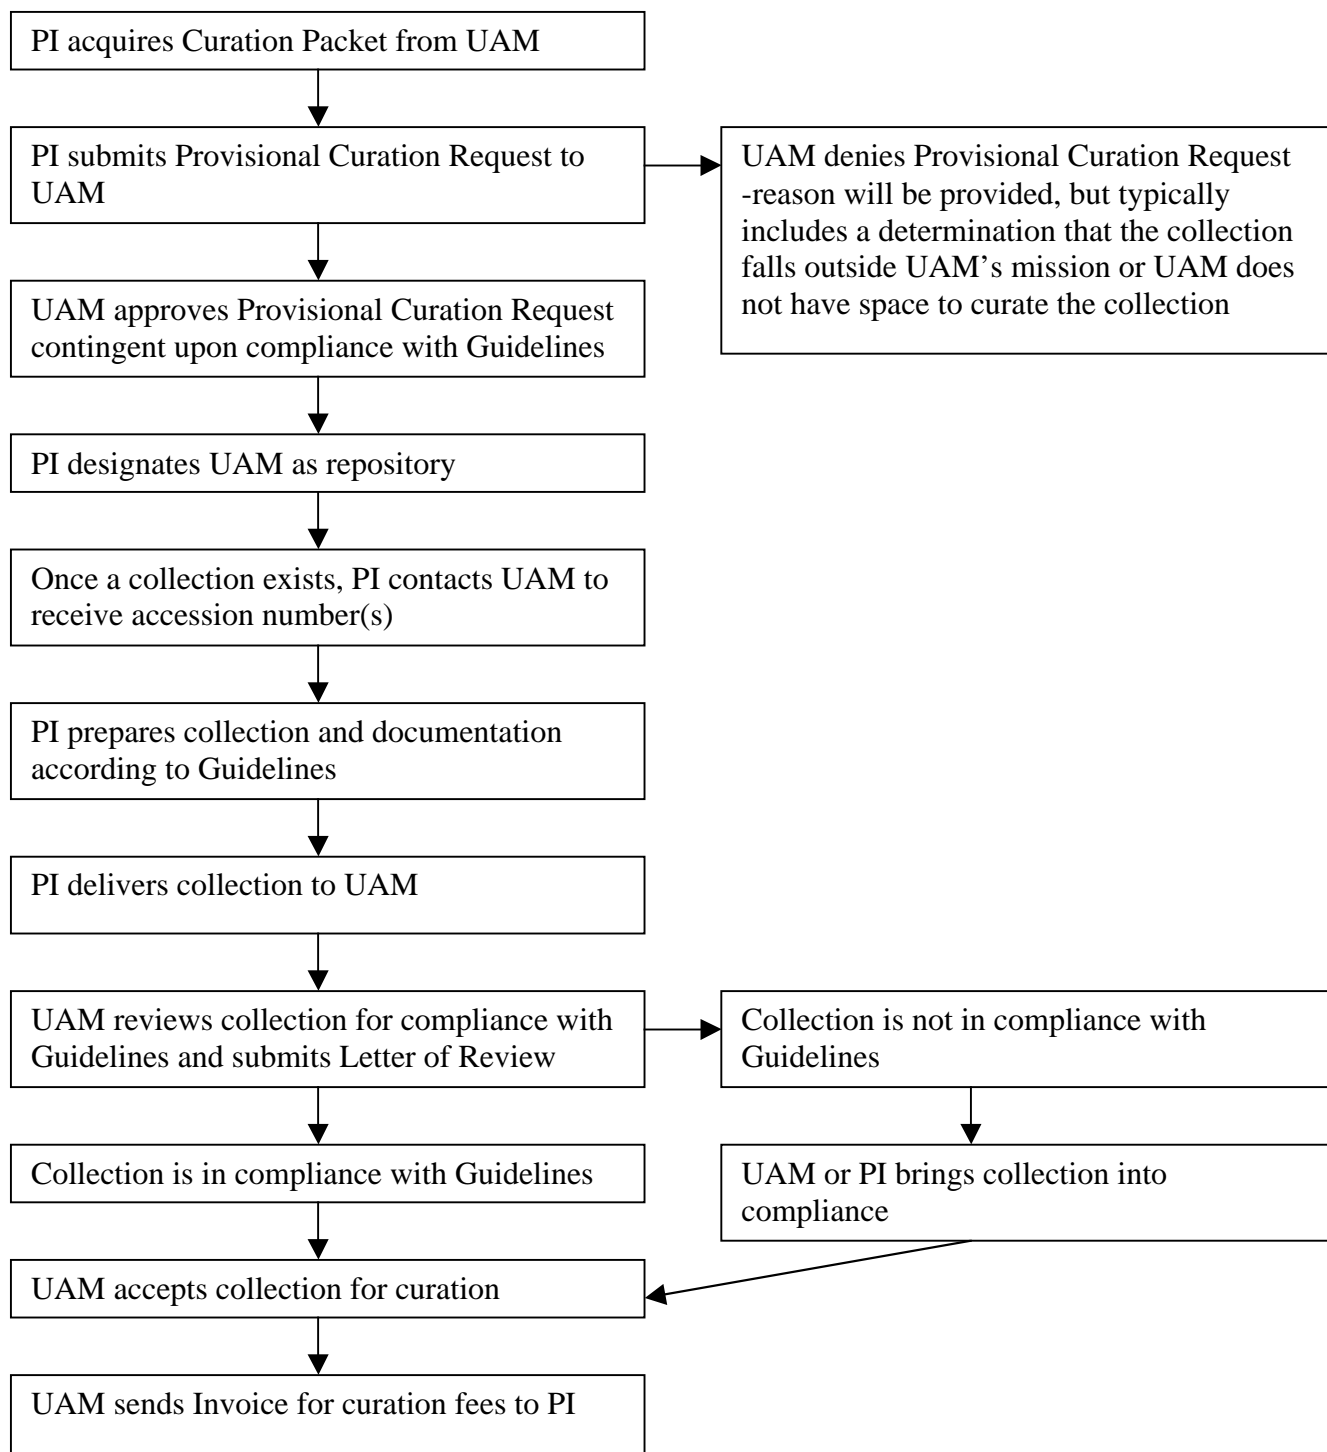 PI acquires Curation Packet from UAM
PI submits Provisional Curation Request to
UAM
UAM denies Provisional Curation Request
-reason will be provided, but typically
includes a determination that the collection
falls outside UAM’s mission or UAM does
not have space to curate the collection
UAM approves Provisional Curation Request
contingent upon compliance with Guidelines
PI designates UAM as repository
Once a collection exists, PI contacts UAM to
receive accession number(s)
PI prepares collection and documentation
according to Guidelines
PI delivers collection to UAM
UAM reviews collection for compliance with
Guidelines and submits Letter of Review
Collection is not in compliance with
Guidelines
Collection is in compliance with Guidelines
UAM or PI brings collection into
compliance
UAM accepts collection for curation
UAM sends Invoice for curation fees to PI